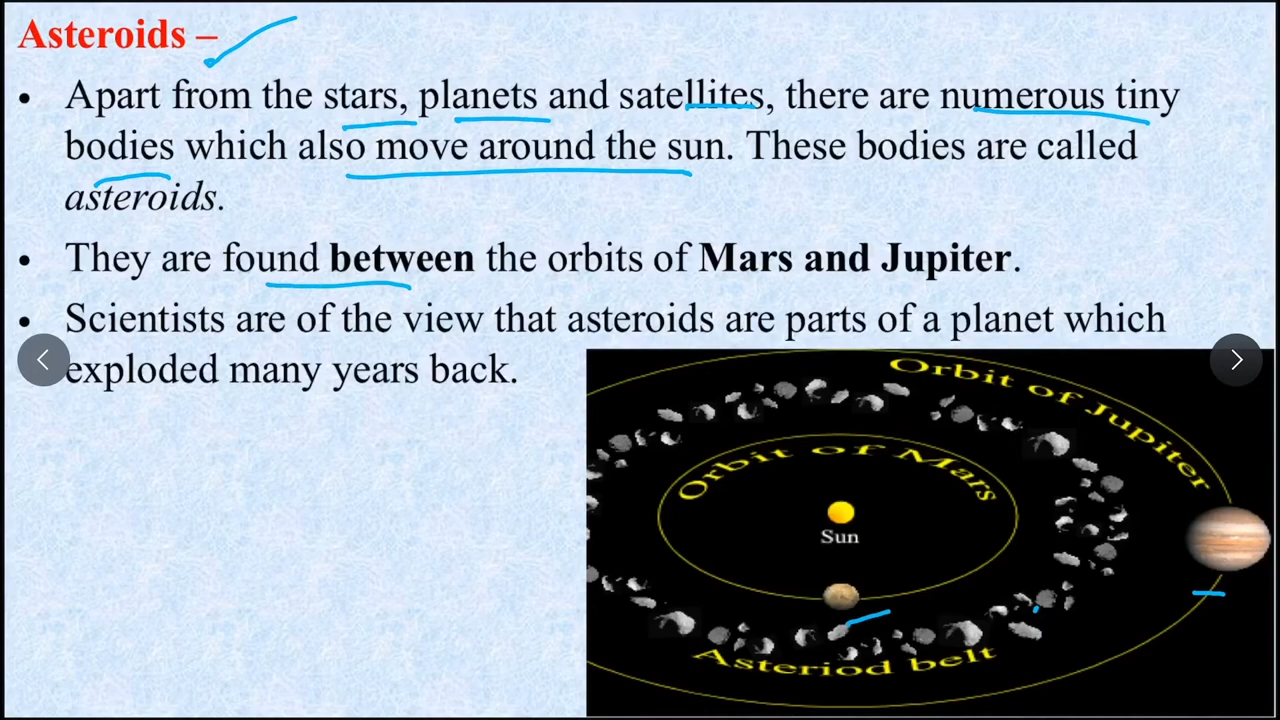 Asteroids –
• Apart from the stars, planets and satellites, there are numerous tiny
bodies which also move around the sun. These bodies are called
asteroids.
• They are found between the orbits of Mars and Jupiter.
• Scientists are of the view that asteroids are parts of a planet which
exploded many years back.
Orbit of Jupiter
Orbit of Mars
Sun
Asteriod belt